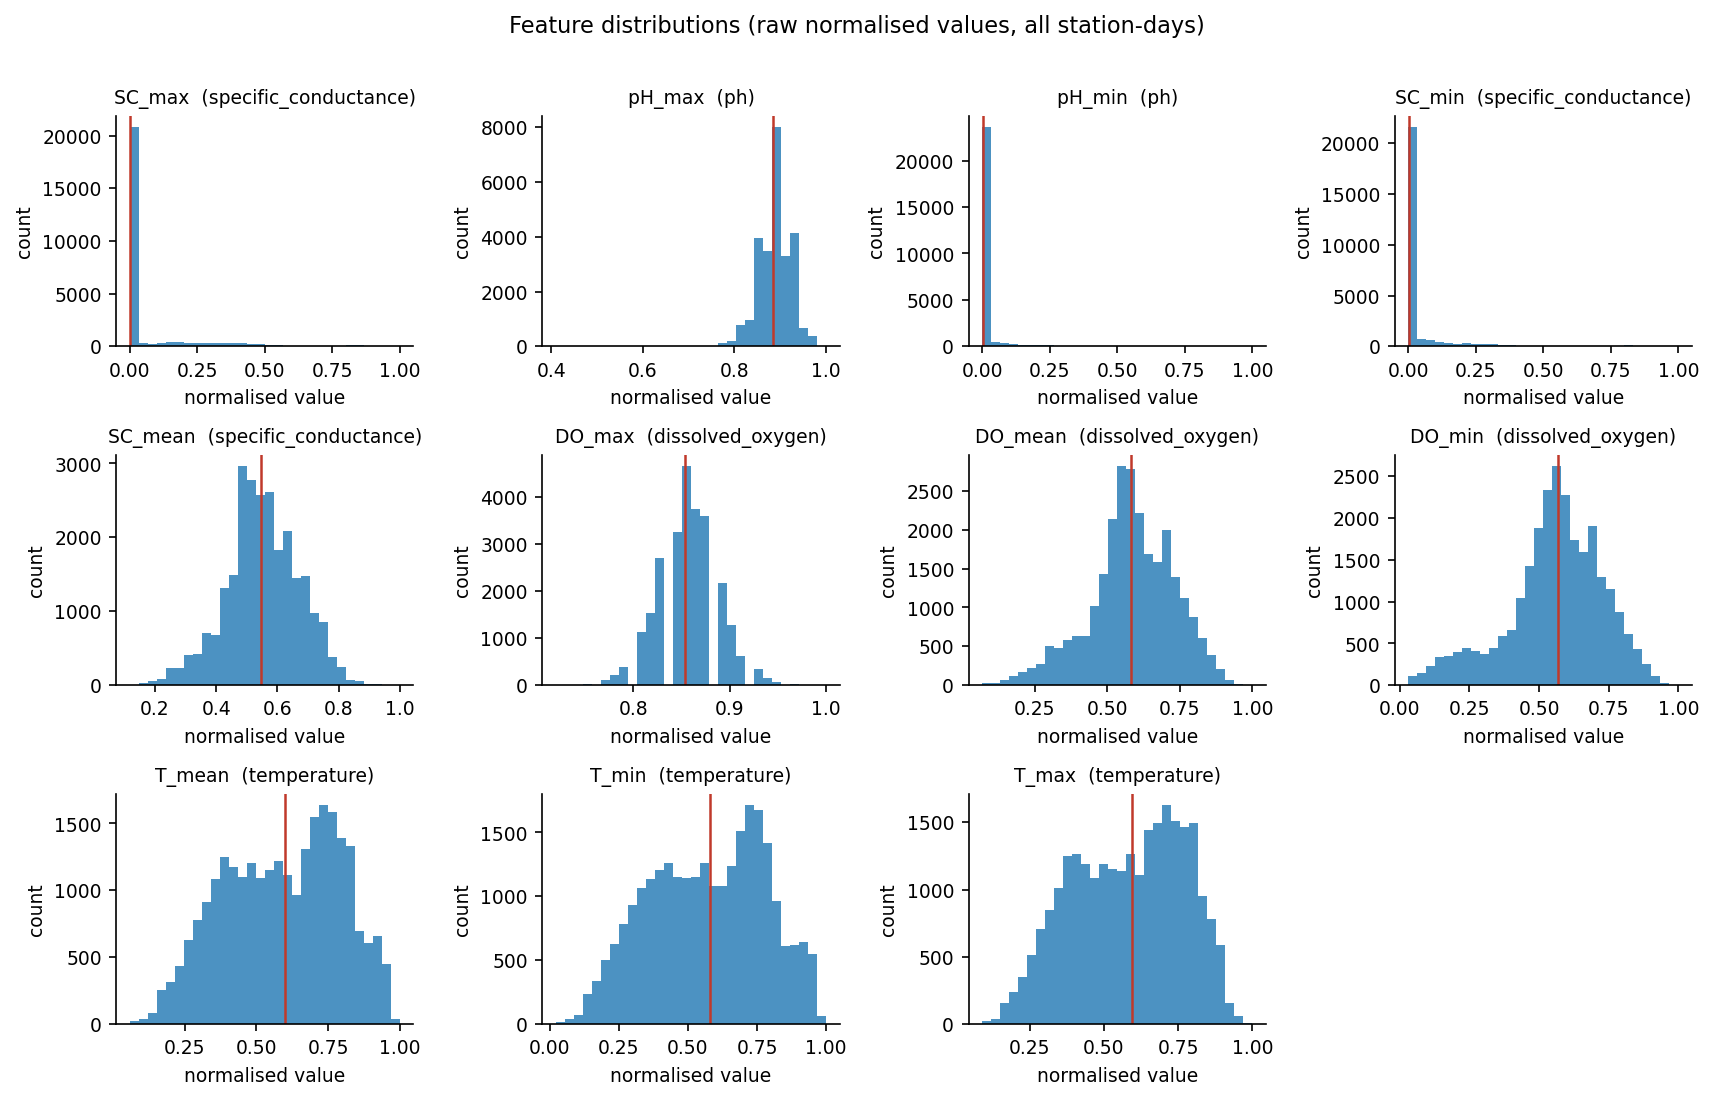 Feature distributions (raw normalised values, all station-days)
SC_max (specific_conductance)
20000
15000
10000
5000
0
count
0.00 0.25 0.50 0.75 1.00
normalised value
pH_max (ph)
8000
6000
4000
2000
0
count
0.4 0.6 0.8 1.0
normalised value
pH_min (ph)
20000
15000
10000
5000
0
count
0.00 0.25 0.50 0.75 1.00
normalised value
SC_min (specific_conductance)
20000
15000
10000
5000
0
count
0.00 0.25 0.50 0.75 1.00
normalised value
SC_mean (specific_conductance)
3000
2000
1000
0
count
0.2 0.4 0.6 0.8 1.0
normalised value
DO_max (dissolved_oxygen)
4000
3000
2000
1000
0
count
0.8 0.9 1.0
normalised value
DO_mean (dissolved_oxygen)
2500
2000
1500
1000
500
0
count
0.25 0.50 0.75 1.00
normalised value
DO_min (dissolved_oxygen)
2500
2000
1500
1000
500
0
count
0.00 0.25 0.50 0.75 1.00
normalised value
T_mean (temperature)
1500
1000
500
0
count
0.25 0.50 0.75 1.00
normalised value
T_min (temperature)
1500
1000
500
0
count
0.00 0.25 0.50 0.75 1.00
normalised value
T_max (temperature)
1500
1000
500
0
count
0.25 0.50 0.75 1.00
normalised value